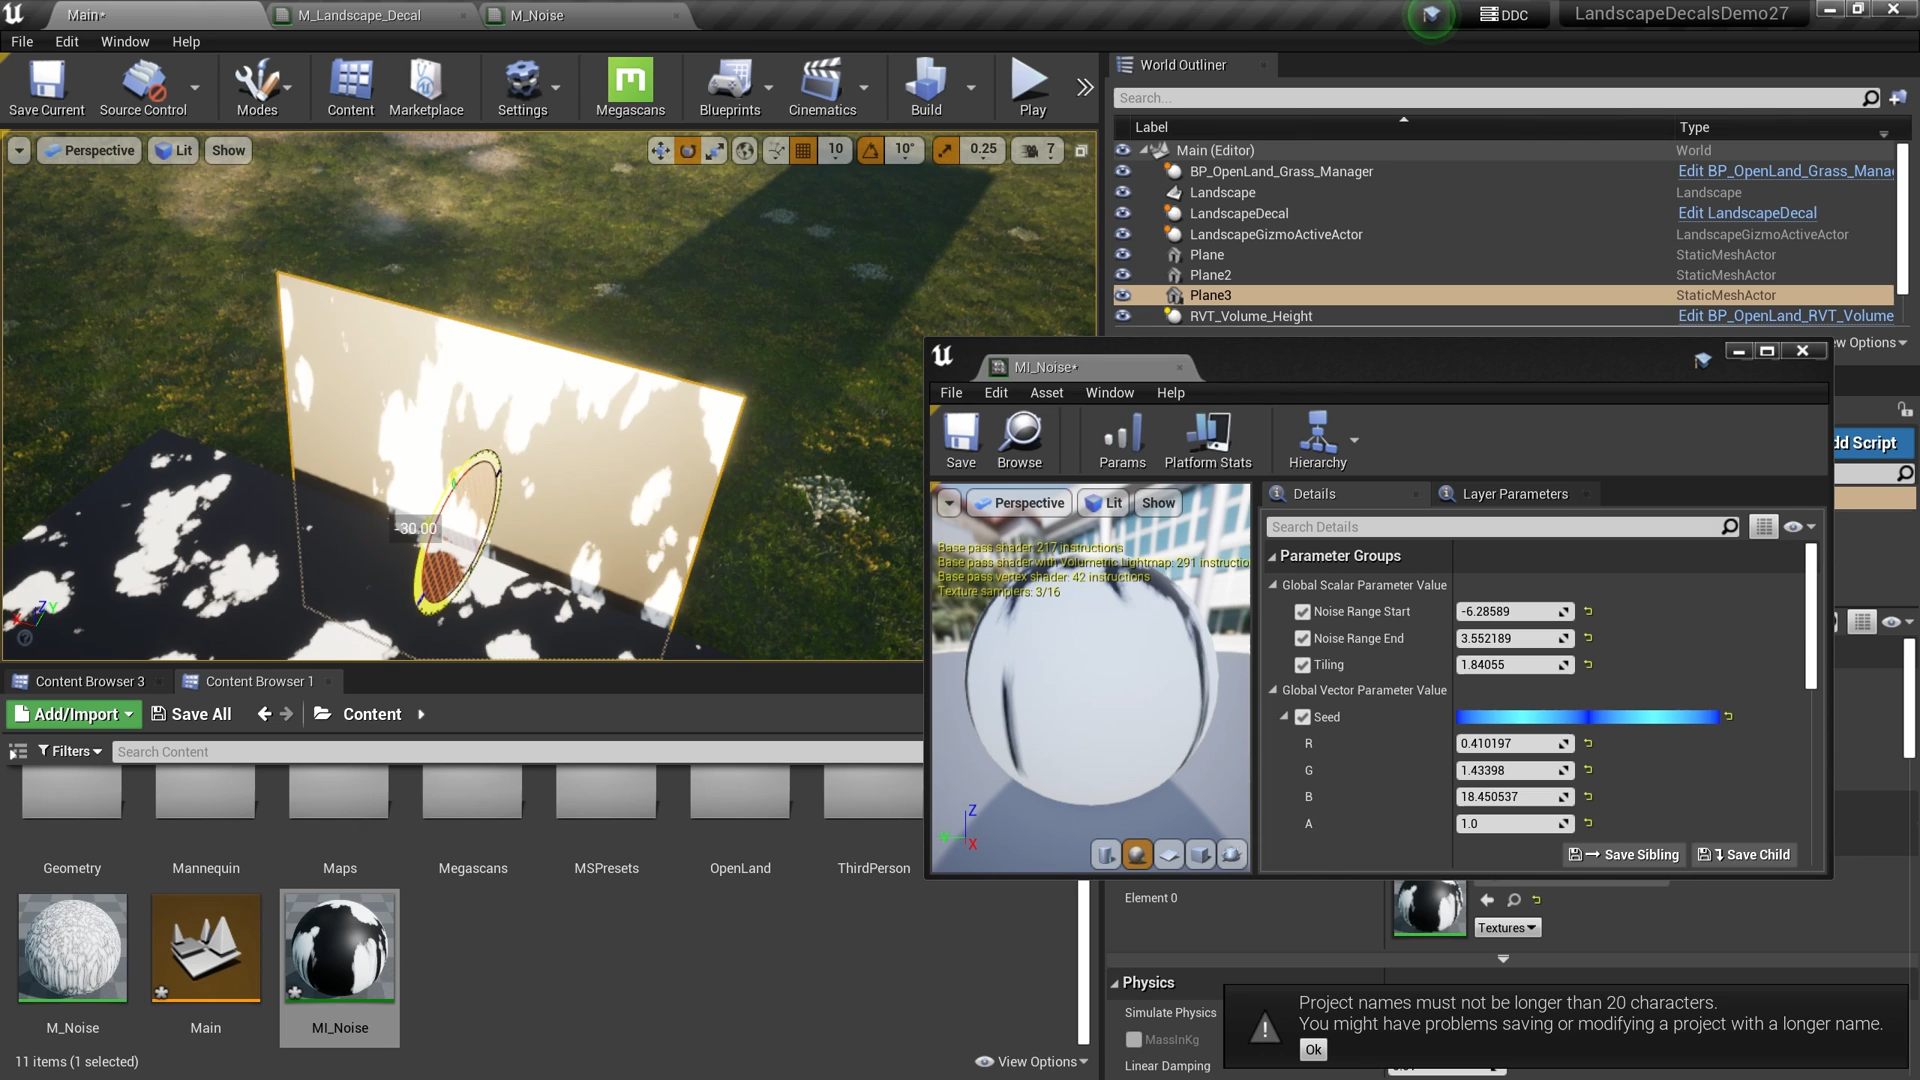 Main*
M_Landscape_Decal
M_Noise
DDC
LandscapeDecalsDemo27
File Edit Window Help
World Outliner
Save Current
Source Control
Modes
Content
Marketplace
Settings
Megascans
Blueprints
Cinematics
Build
Play
Search...
Label Type
Perspective Lit Show 10 10° 0.25 7
Main (Editor) World
BP_OpenLand_Grass_Manager Edit BP_OpenLand_Grass_Mana
Landscape Landscape
LandscapeDecal Edit LandscapeDecal
LandscapeGizmoActiveActor LandscapeGizmoActiveActor
Plane StaticMeshActor
Plane2 StaticMeshActor
Plane3 StaticMeshActor
RVT_Volume_Height Edit BP_OpenLand_RVT_Volume
ew Options
dd Script
-30.00
Z
Y
MI_Noise*
File Edit Asset Window Help
Save
Browse
Params
Platform Stats
Hierarchy
Perspective Lit Show
Base pass shader: 217 instructions
Base pass shader with Volumetric Lightmap: 291 instructio
Base pass vertex shader: 42 instructions
Texture samplers: 3/16
Z
X
Details
Layer Parameters
Search Details
Parameter Groups
Global Scalar Parameter Value
Noise Range Start -6.28589
Noise Range End 3.552189
Tiling 1.84055
Global Vector Parameter Value
Seed
R 0.410197
G 1.43398
B 18.450537
A 1.0
Save Sibling Save Child
Content Browser 3
Content Browser 1
Add/Import Save All Content
Filters Search Content
Geometry
Mannequin
Maps
Megascans
MSPresets
OpenLand
ThirdPerson
M_Noise
Main
MI_Noise
11 items (1 selected)
View Options
Element 0
Textures
Physics
Simulate Physics
MassInKg
Linear Damping
Project names must not be longer than 20 characters.
You might have problems saving or modifying a project with a longer name.
Ok